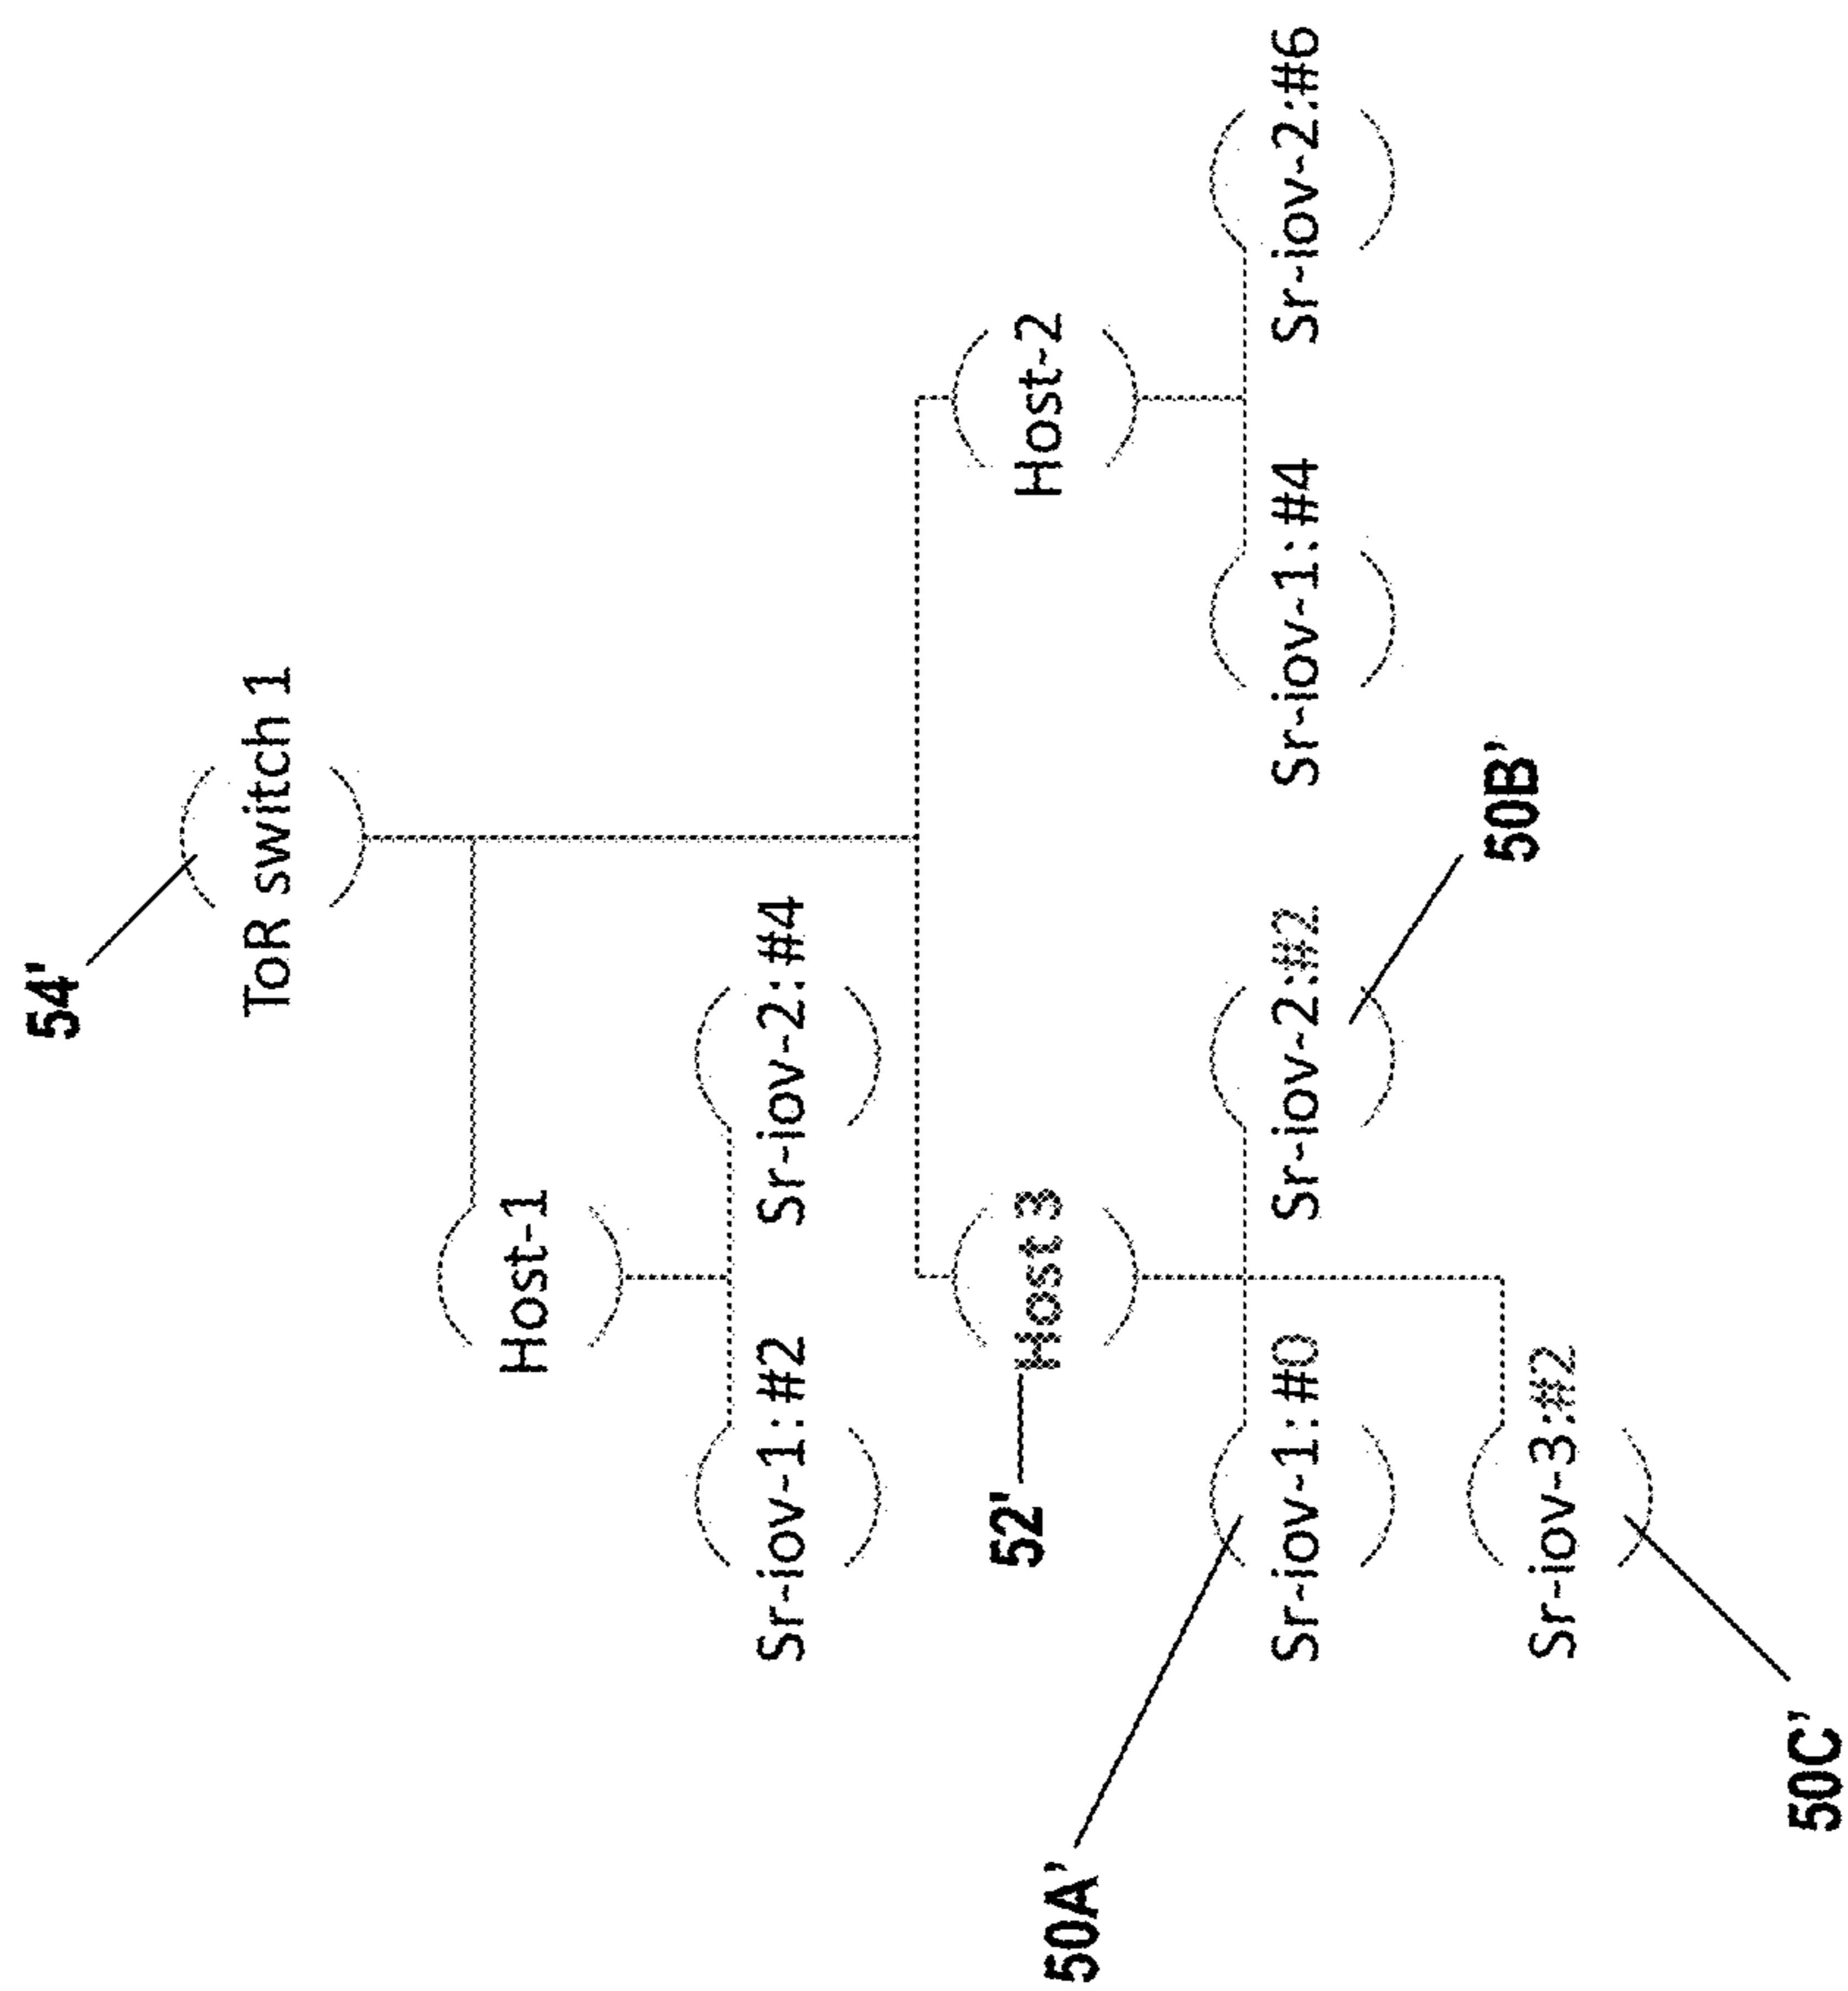 54'
ToR switch 1
Host-1
Sr-iov-1:#2
Sr-iov-2:#4
52'
Host 3
Host-2
50A'
Sr-iov-1:#0
Sr-iov-2:#2
Sr-iov-1:#4
Sr-iov-2:#6
50B'
Sr-iov-3:#2
50C'